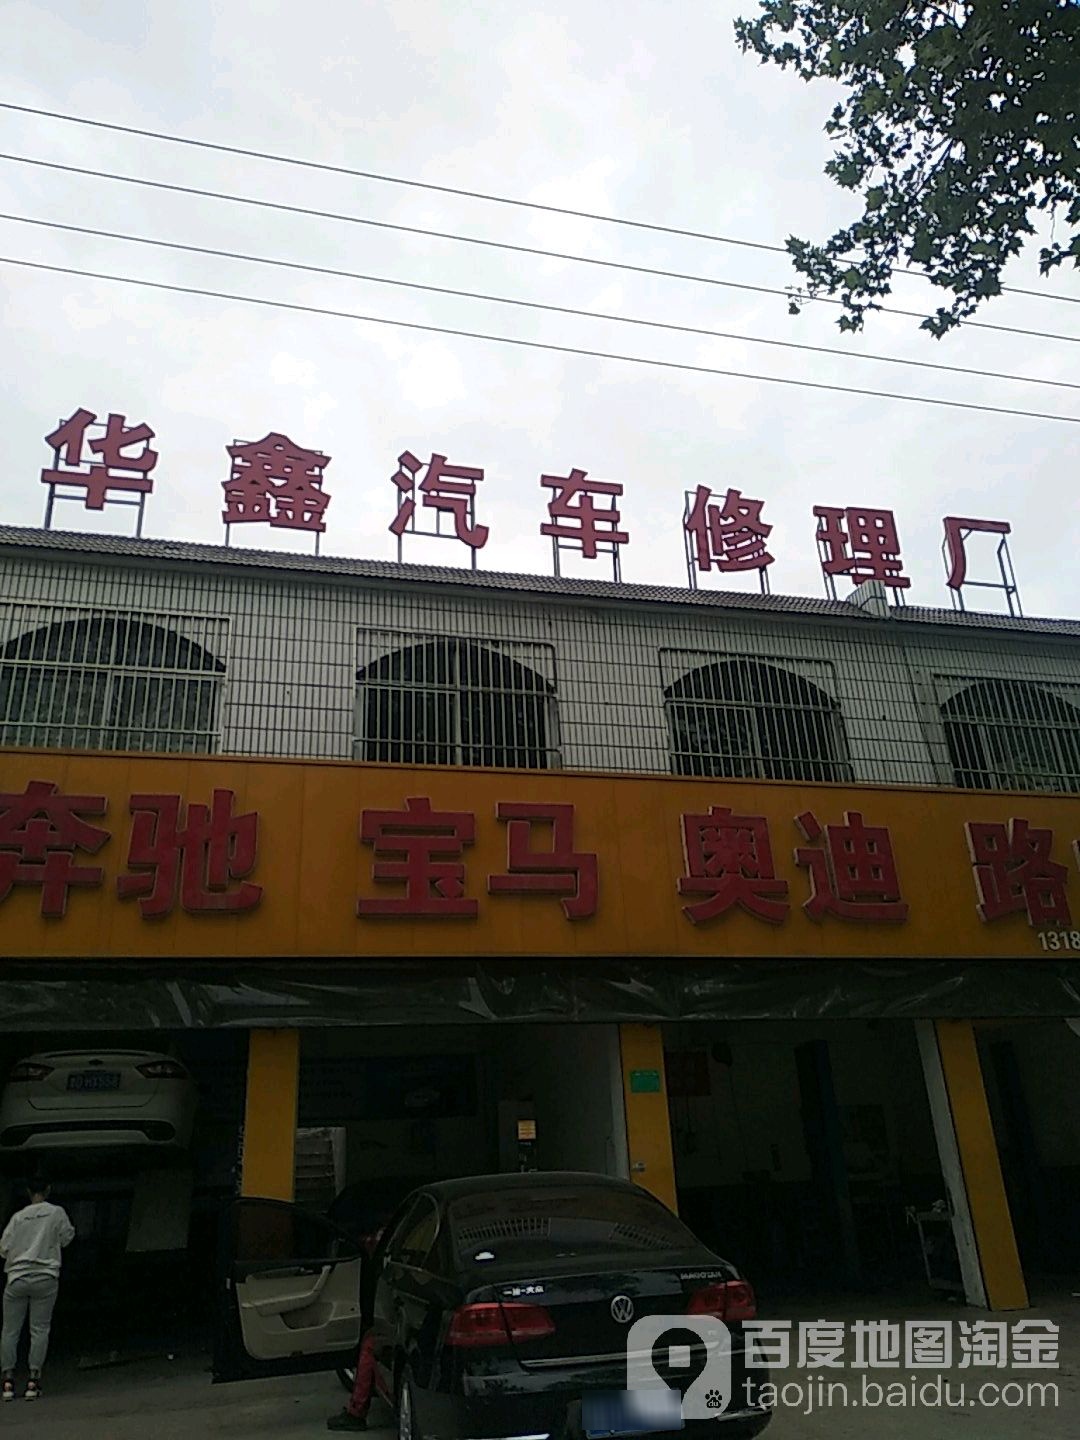 华鑫汽车修理厂
奔驰 宝马 奥迪 路
1318
一汽-大众
MAGOTAN
百度地图淘金
taojin.baidu.com